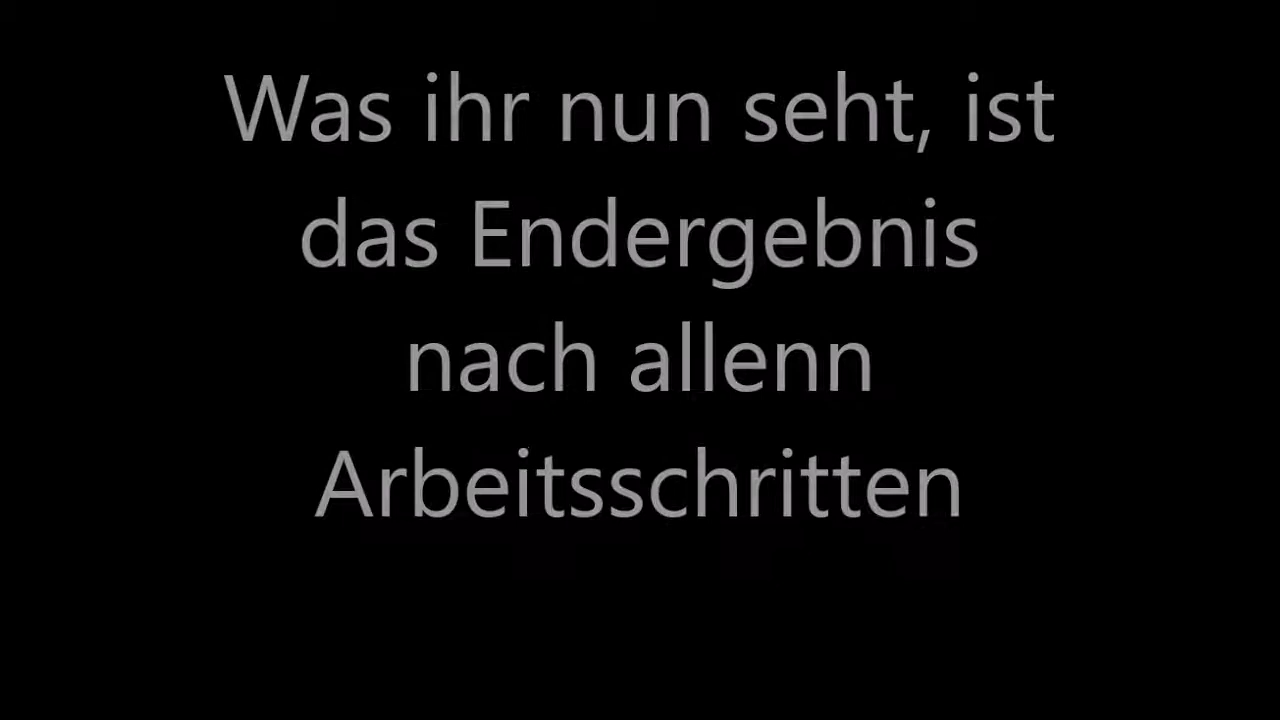 Was ihr nun seht, ist
das Endergebnis
nach allenn
Arbeitsschritten